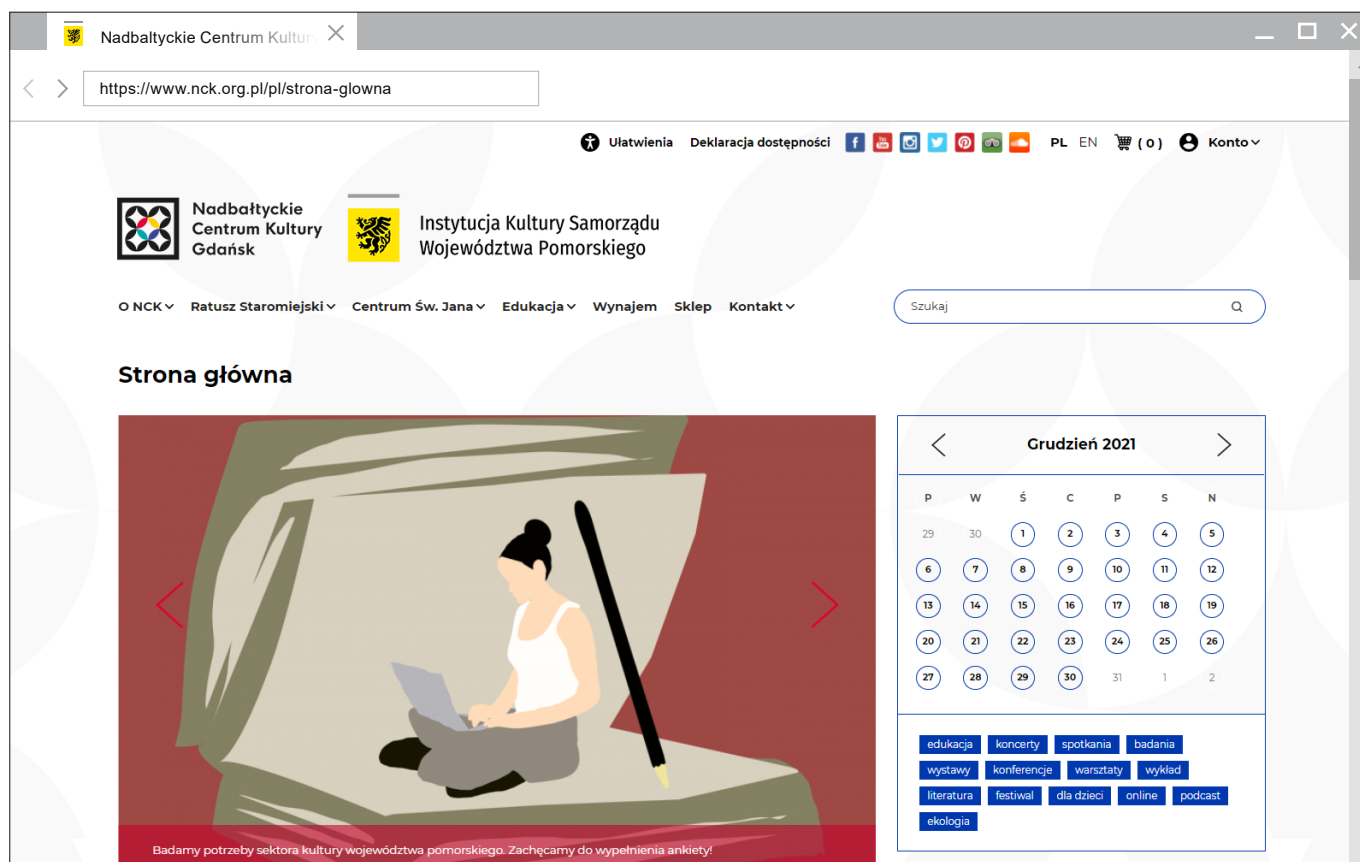 Nadbaltyckie Centrum Kultur
https://www.nck.org.pl/pl/strona-glowna
Ułatwienia Deklaracja dostępności PL EN ( 0 ) Konto
Nadbałtyckie
Centrum Kultury
Gdańsk
Instytucja Kultury Samorządu
Województwa Pomorskiego
O NCK Ratusz Staromiejski Centrum Św. Jana Edukacja Wynajem Sklep Kontakt
Szukaj
Strona główna
Badamy potrzeby sektora kultury województwa pomorskiego. Zachęcamy do wypełnienia ankiety!
Grudzień 2021
P W Ś C P S N
29 30 1 2 3 4 5
6 7 8 9 10 11 12
13 14 15 16 17 18 19
20 21 22 23 24 25 26
27 28 29 30 31 1 2
edukacja koncerty spotkania badania
wystawy konferencje warsztaty wykład
literatura festiwal dla dzieci online podcast
ekologia